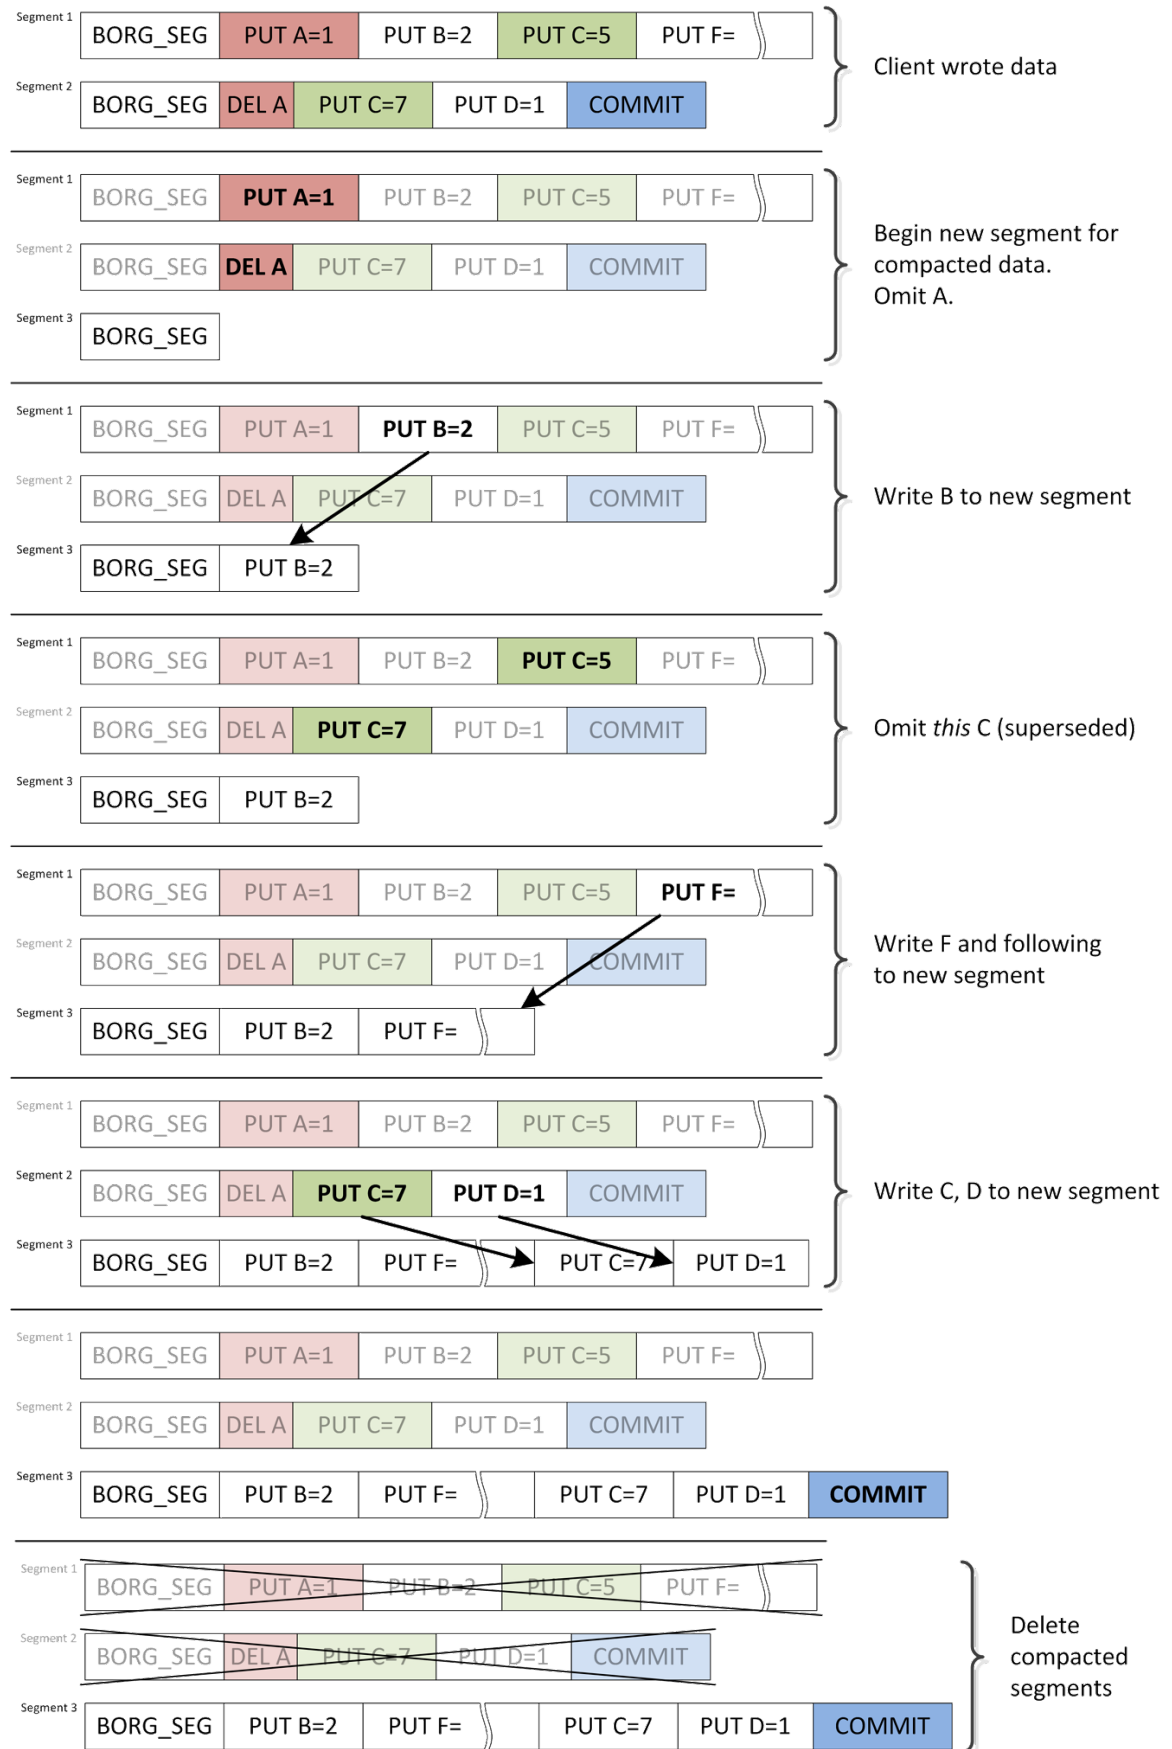 Segment 1
BORG_SEG PUT A=1 PUT B=2 PUT C=5 PUT F=
Segment 2
BORG_SEG DEL A PUT C=7 PUT D=1 COMMIT
Client wrote data
Segment 1
BORG_SEG PUT A=1 PUT B=2 PUT C=5 PUT F=
Segment 2
BORG_SEG DEL A PUT C=7 PUT D=1 COMMIT
Segment 3
BORG_SEG
Begin new segment for
compacted data.
Omit A.
Segment 1
BORG_SEG PUT A=1 PUT B=2 PUT C=5 PUT F=
Segment 2
BORG_SEG DEL A PUT C=7 PUT D=1 COMMIT
Segment 3
BORG_SEG PUT B=2
Write B to new segment
Segment 1
BORG_SEG PUT A=1 PUT B=2 PUT C=5 PUT F=
Segment 2
BORG_SEG DEL A PUT C=7 PUT D=1 COMMIT
Segment 3
BORG_SEG PUT B=2
Omit this C (superseded)
Segment 1
BORG_SEG PUT A=1 PUT B=2 PUT C=5 PUT F=
Segment 2
BORG_SEG DEL A PUT C=7 PUT D=1 COMMIT
Segment 3
BORG_SEG PUT B=2 PUT F=
Write F and following
to new segment
Segment 1
BORG_SEG PUT A=1 PUT B=2 PUT C=5 PUT F=
Segment 2
BORG_SEG DEL A PUT C=7 PUT D=1 COMMIT
Segment 3
BORG_SEG PUT B=2 PUT F= PUT C=7 PUT D=1
Write C, D to new segment
Segment 1
BORG_SEG PUT A=1 PUT B=2 PUT C=5 PUT F=
Segment 2
BORG_SEG DEL A PUT C=7 PUT D=1 COMMIT
Segment 3
BORG_SEG PUT B=2 PUT F= PUT C=7 PUT D=1 COMMIT
Segment 1
BORG_SEG PUT A=1 PUT B=2 PUT C=5 PUT F=
Segment 2
BORG_SEG DEL A PUT C=7 PUT D=1 COMMIT
Segment 3
BORG_SEG PUT B=2 PUT F= PUT C=7 PUT D=1 COMMIT
Delete
compacted
segments